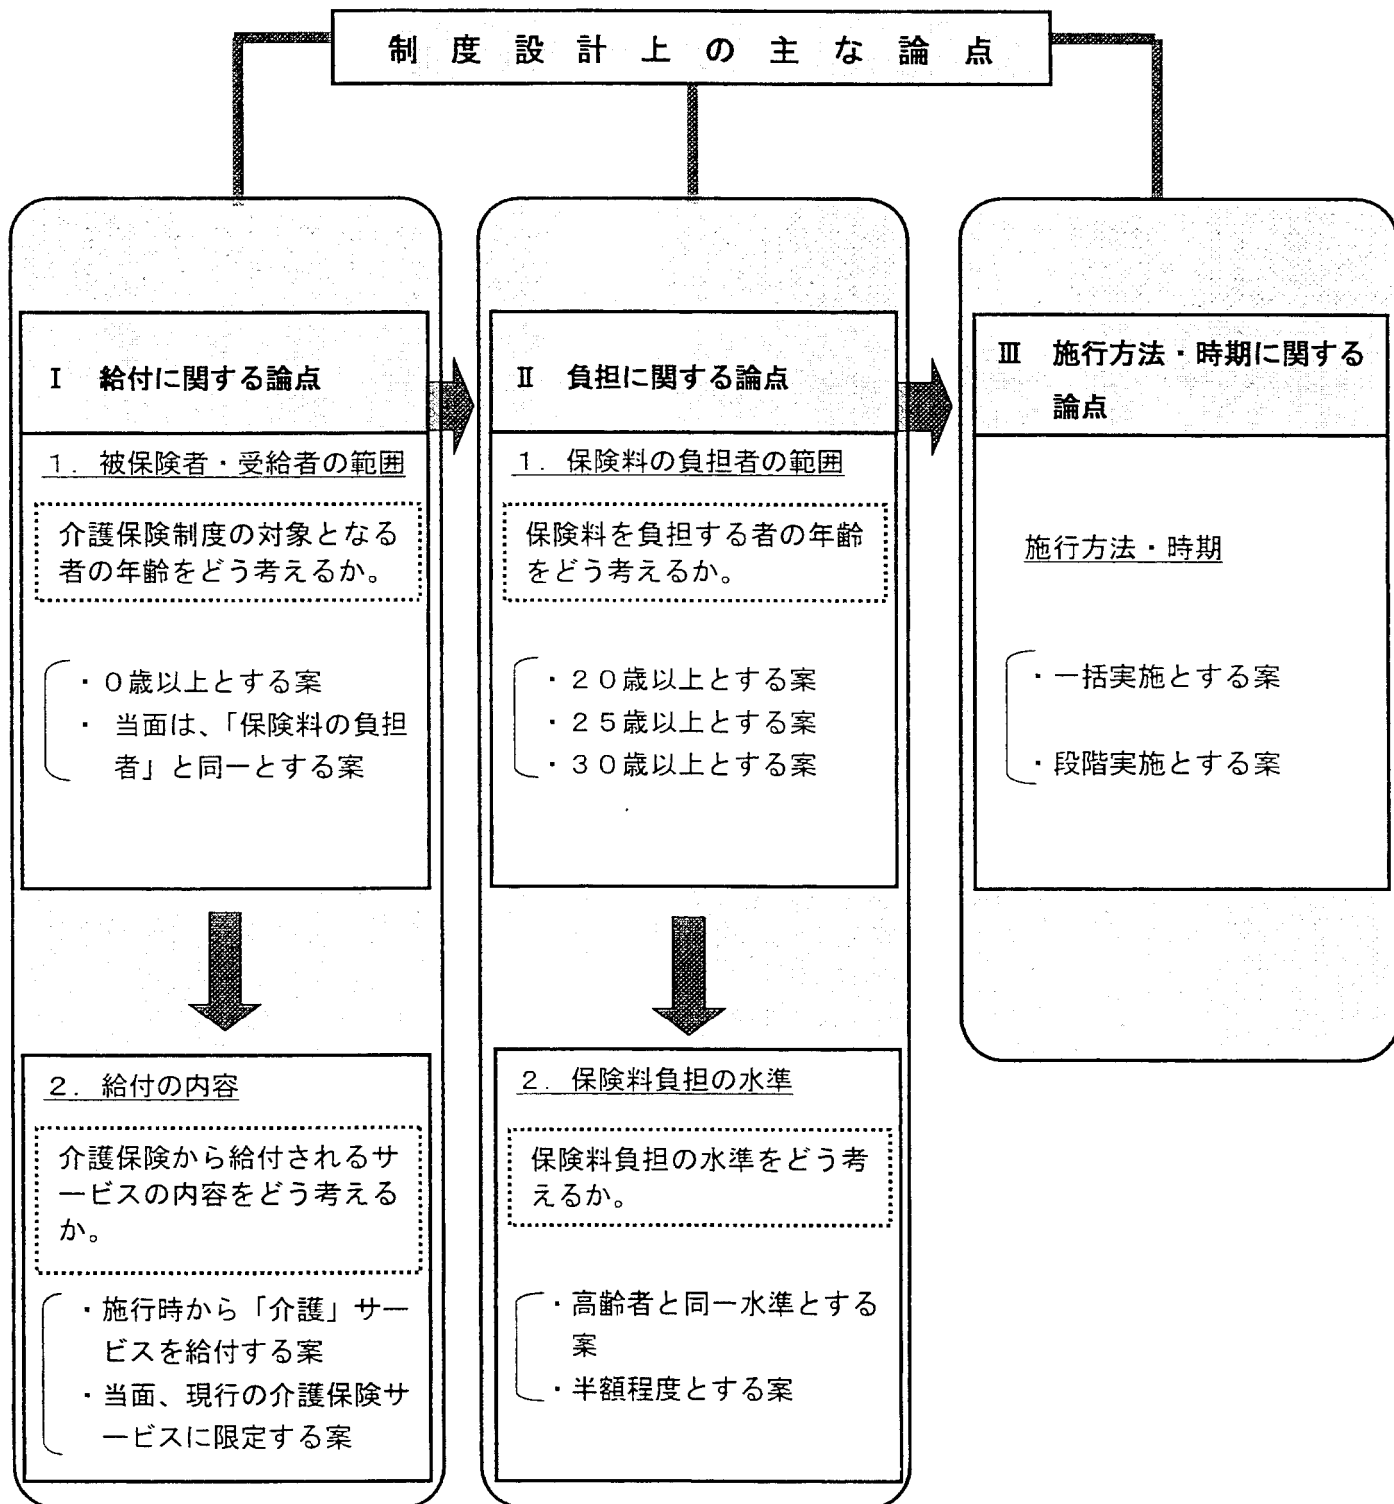 制度設計上の主な論点
Ⅰ 給付に関する論点
1. 被保険者・受給者の範囲
介護保険制度の対象となる
者の年齢をどう考えるか。
・0歳以上とする案
・当面は、「保険料の負担
者」と同一とする案
2. 給付の内容
介護保険から給付されるサ
ービスの内容をどう考える
か。
・施行時から「介護」サー
ビスを給付する案
・当面、現行の介護保険サ
ービスに限定する案
Ⅱ 負担に関する論点
1. 保険料の負担者の範囲
保険料を負担する者の年齢
をどう考えるか。
・20歳以上とする案
・25歳以上とする案
・30歳以上とする案
2. 保険料負担の水準
保険料負担の水準をどう考
えるか。
・高齢者と同一水準とする
案
・半額程度とする案
Ⅲ 施行方法・時期に関する
論点
施行方法・時期
・一括実施とする案
・段階実施とする案